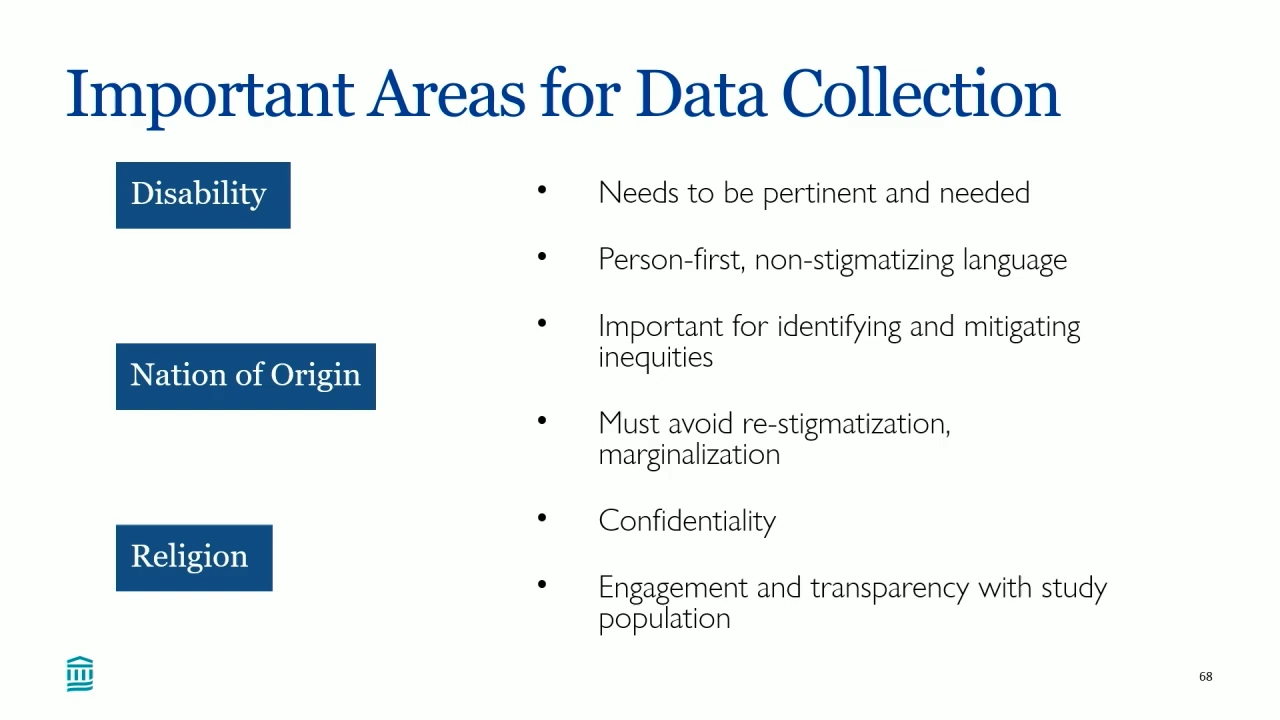 Important Areas for Data Collection
Disability
Nation of Origin
Religion
• Needs to be pertinent and needed
• Person-first, non-stigmatizing language
• Important for identifying and mitigating
inequities
• Must avoid re-stigmatization,
marginalization
• Confidentiality
• Engagement and transparency with study
population
68